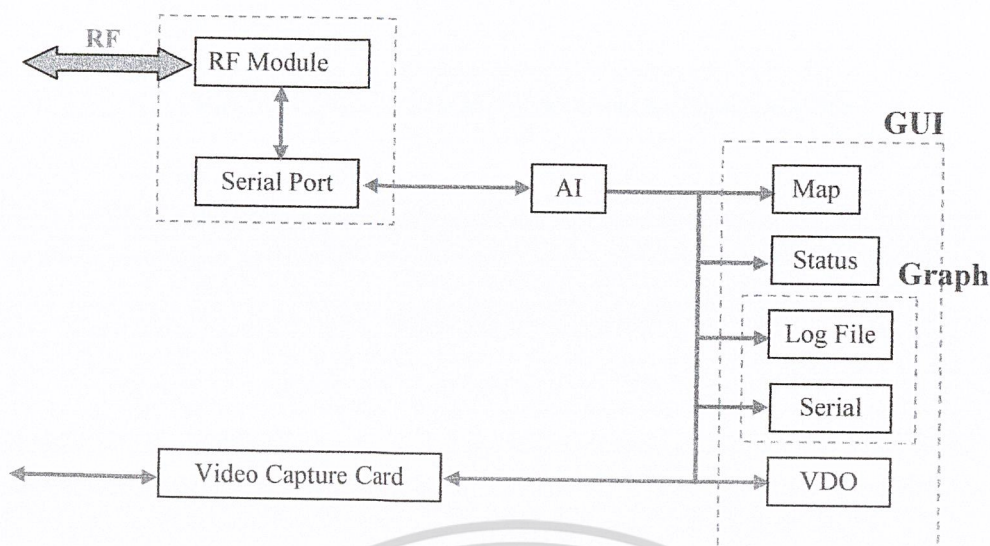 RF
RF Module
GUI
Serial Port
AI
Map
Status
Graph
Log File
Serial
Video Capture Card
VDO